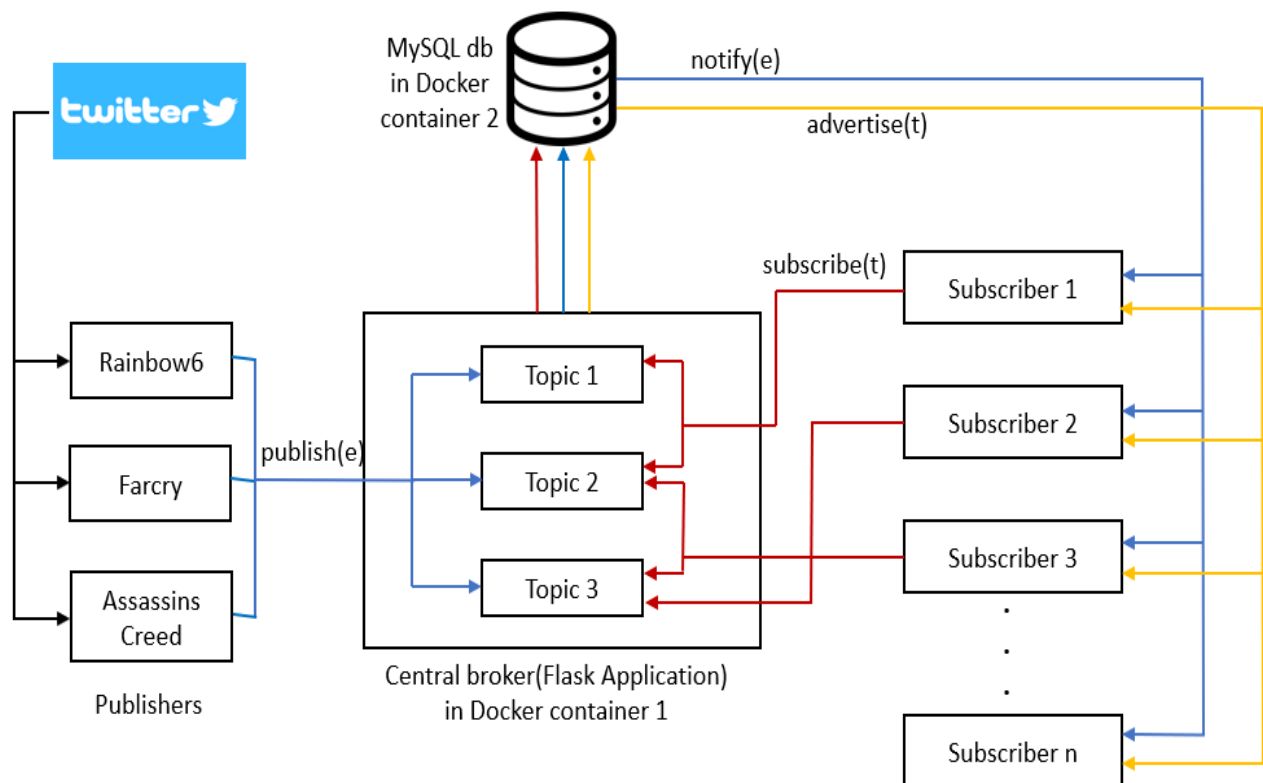 MySQL db
in Docker
container 2
notify(e)
advertise(t)
twitter
subscribe(t)
Subscriber 1
Rainbow6
Topic 1
Subscriber 2
publish(e)
Farcry
Topic 2
Subscriber 3
Topic 3
Assassins
Creed
.
.
.
Central broker(Flask Application)
in Docker container 1
Publishers
Subscriber n